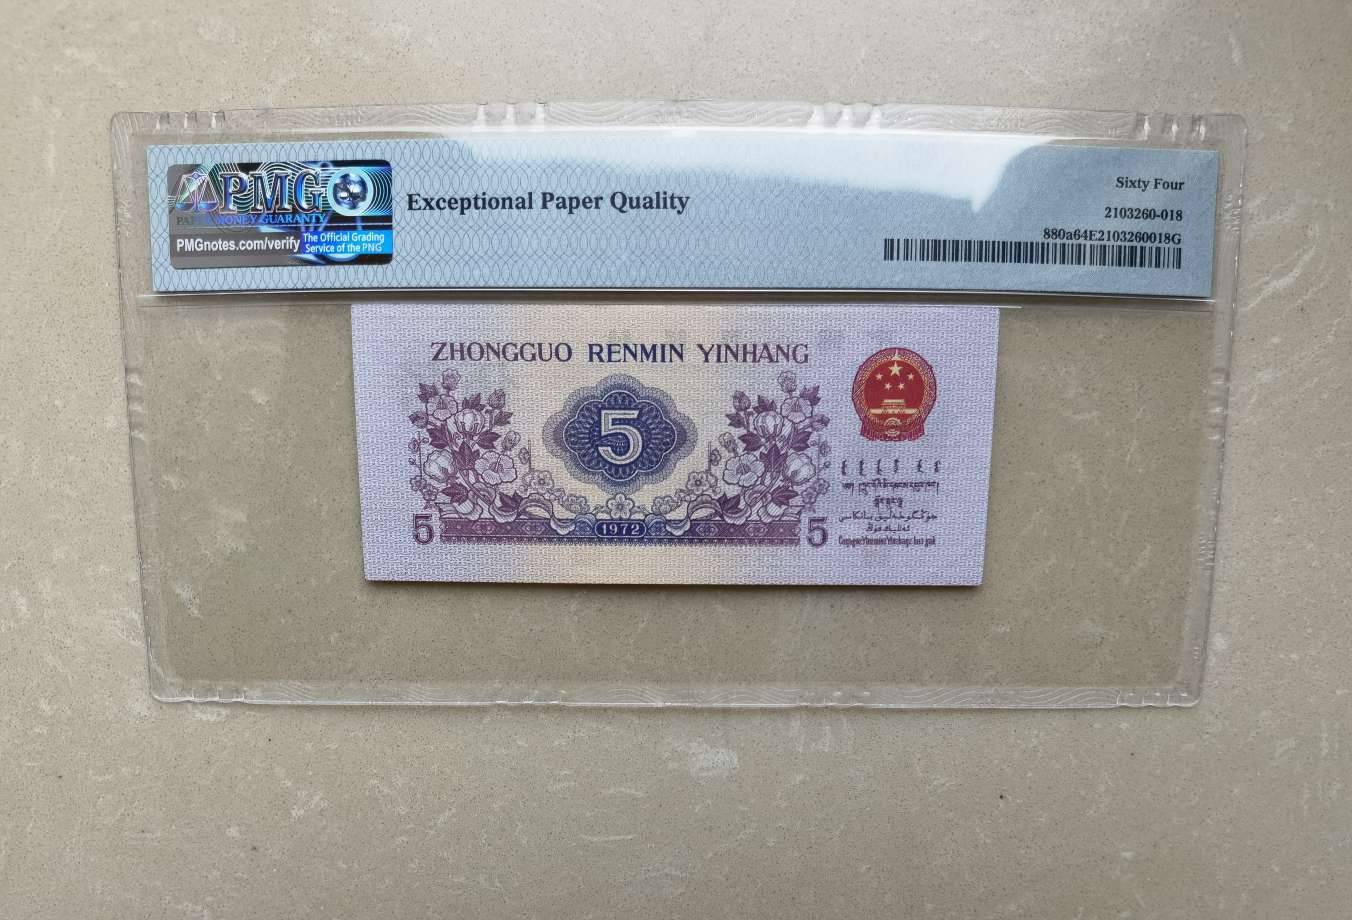 PMG
PAPER MONEY GUARANTY
PMGnotes.com/verify
The Official Grading
Service of the PNG
Exceptional Paper Quality
Sixty Four
2103260-018
880a64E2103260018G
ZHONGGUO RENMIN YINHANG
5
5
1972
5